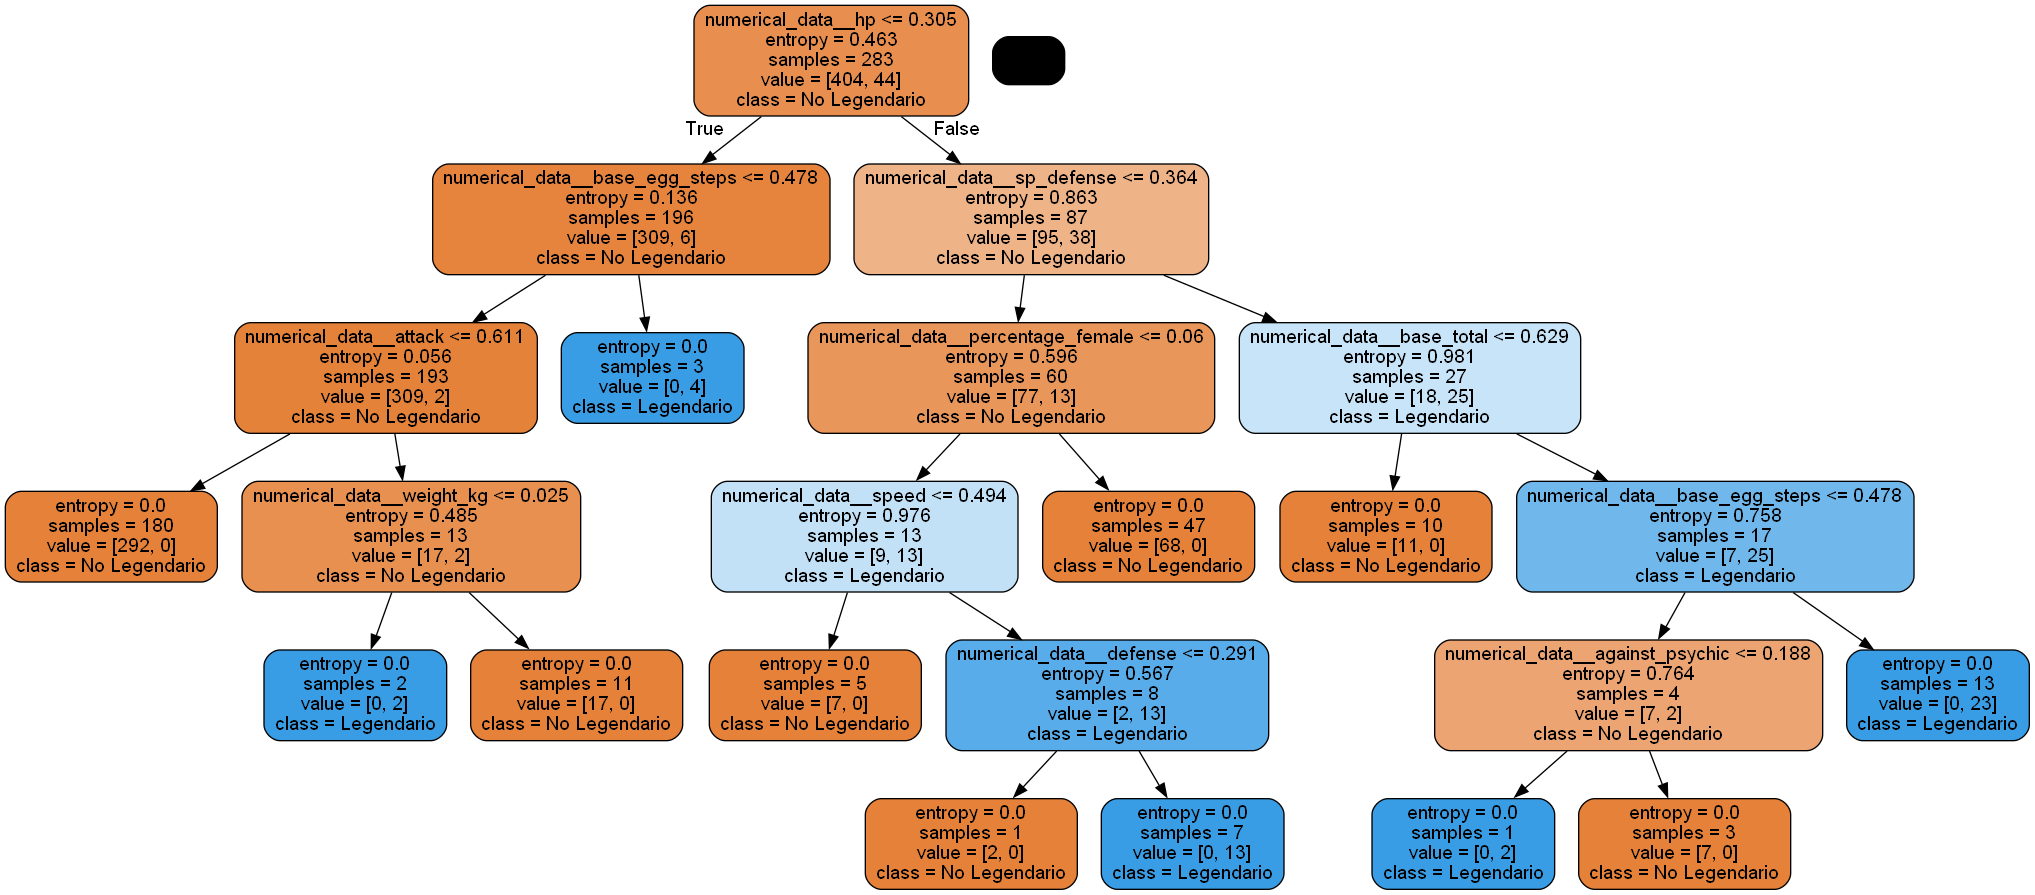 numerical_data__hp <= 0.305
entropy = 0.463
samples = 283
value = [404, 44]
class = No Legendario
True
False
numerical_data__base_egg_steps <= 0.478
entropy = 0.136
samples = 196
value = [309, 6]
class = No Legendario
numerical_data__sp_defense <= 0.364
entropy = 0.863
samples = 87
value = [95, 38]
class = No Legendario
numerical_data__attack <= 0.611
entropy = 0.056
samples = 193
value = [309, 2]
class = No Legendario
entropy = 0.0
samples = 3
value = [0, 4]
class = Legendario
numerical_data__percentage_female <= 0.06
entropy = 0.596
samples = 60
value = [77, 13]
class = No Legendario
numerical_data__base_total <= 0.629
entropy = 0.981
samples = 27
value = [18, 25]
class = Legendario
entropy = 0.0
samples = 180
value = [292, 0]
class = No Legendario
numerical_data__weight_kg <= 0.025
entropy = 0.485
samples = 13
value = [17, 2]
class = No Legendario
numerical_data__speed <= 0.494
entropy = 0.976
samples = 13
value = [9, 13]
class = Legendario
entropy = 0.0
samples = 47
value = [68, 0]
class = No Legendario
entropy = 0.0
samples = 10
value = [11, 0]
class = No Legendario
numerical_data__base_egg_steps <= 0.478
entropy = 0.758
samples = 17
value = [7, 25]
class = Legendario
entropy = 0.0
samples = 2
value = [0, 2]
class = Legendario
entropy = 0.0
samples = 11
value = [17, 0]
class = No Legendario
entropy = 0.0
samples = 5
value = [7, 0]
class = No Legendario
numerical_data__defense <= 0.291
entropy = 0.567
samples = 8
value = [2, 13]
class = Legendario
numerical_data__against_psychic <= 0.188
entropy = 0.764
samples = 4
value = [7, 2]
class = No Legendario
entropy = 0.0
samples = 13
value = [0, 23]
class = Legendario
entropy = 0.0
samples = 1
value = [2, 0]
class = No Legendario
entropy = 0.0
samples = 7
value = [0, 13]
class = Legendario
entropy = 0.0
samples = 1
value = [0, 2]
class = Legendario
entropy = 0.0
samples = 3
value = [7, 0]
class = No Legendario